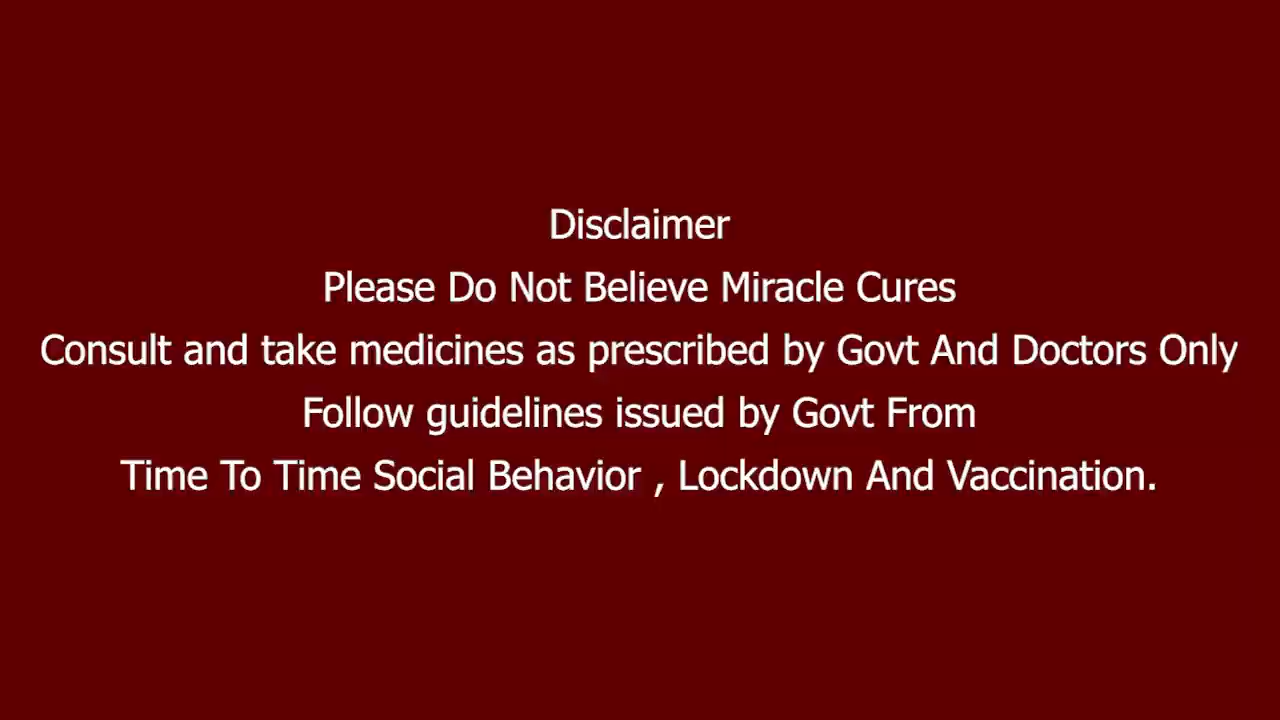 Disclaimer
Please Do Not Believe Miracle Cures
Consult and take medicines as prescribed by Govt And Doctors Only
Follow guidelines issued by Govt From
Time To Time Social Behavior , Lockdown And Vaccination.